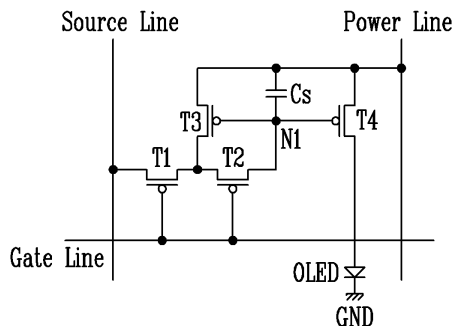 Source Line
Power Line
Cs
T3
T4
N1
T1
T2
Gate Line
OLED
GND